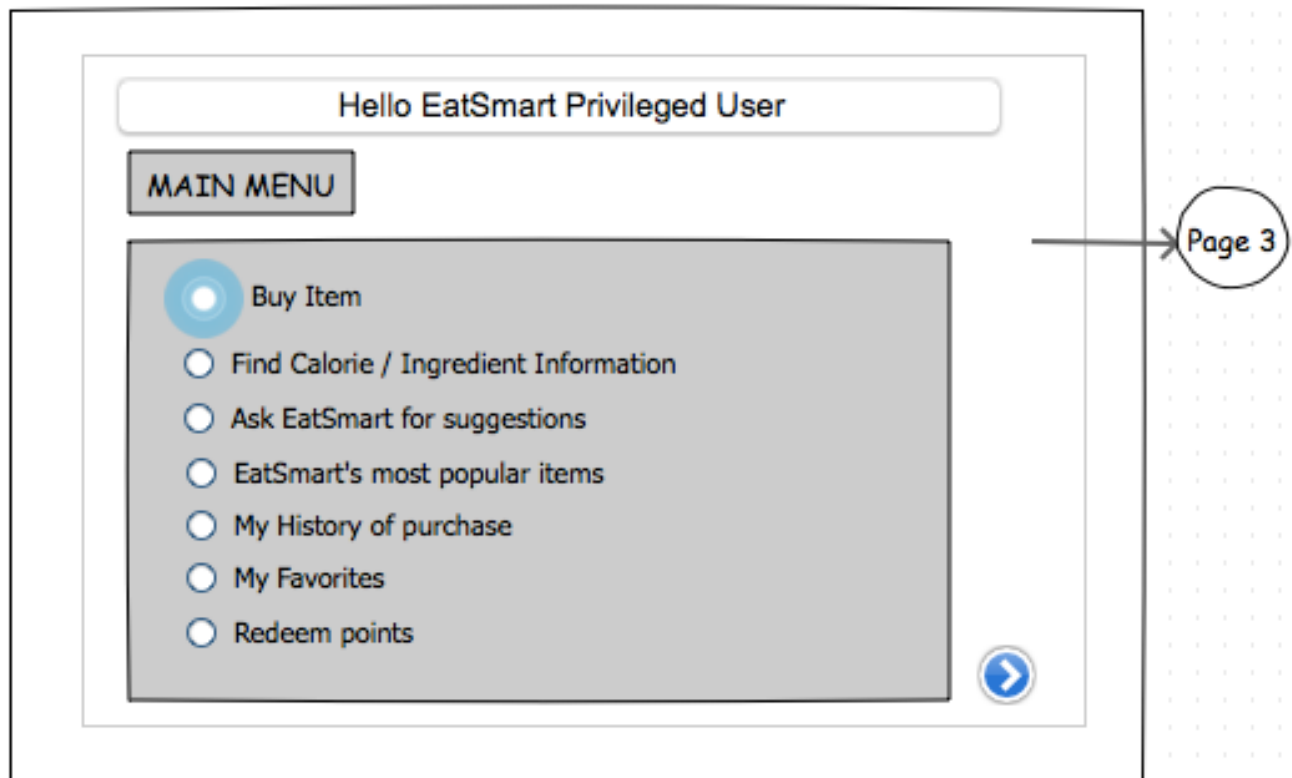 Hello EatSmart Privileged User
MAIN MENU
Page 3
Buy Item
Find Calorie / Ingredient Information
Ask EatSmart for suggestions
EatSmart's most popular items
My History of purchase
My Favorites
Redeem points